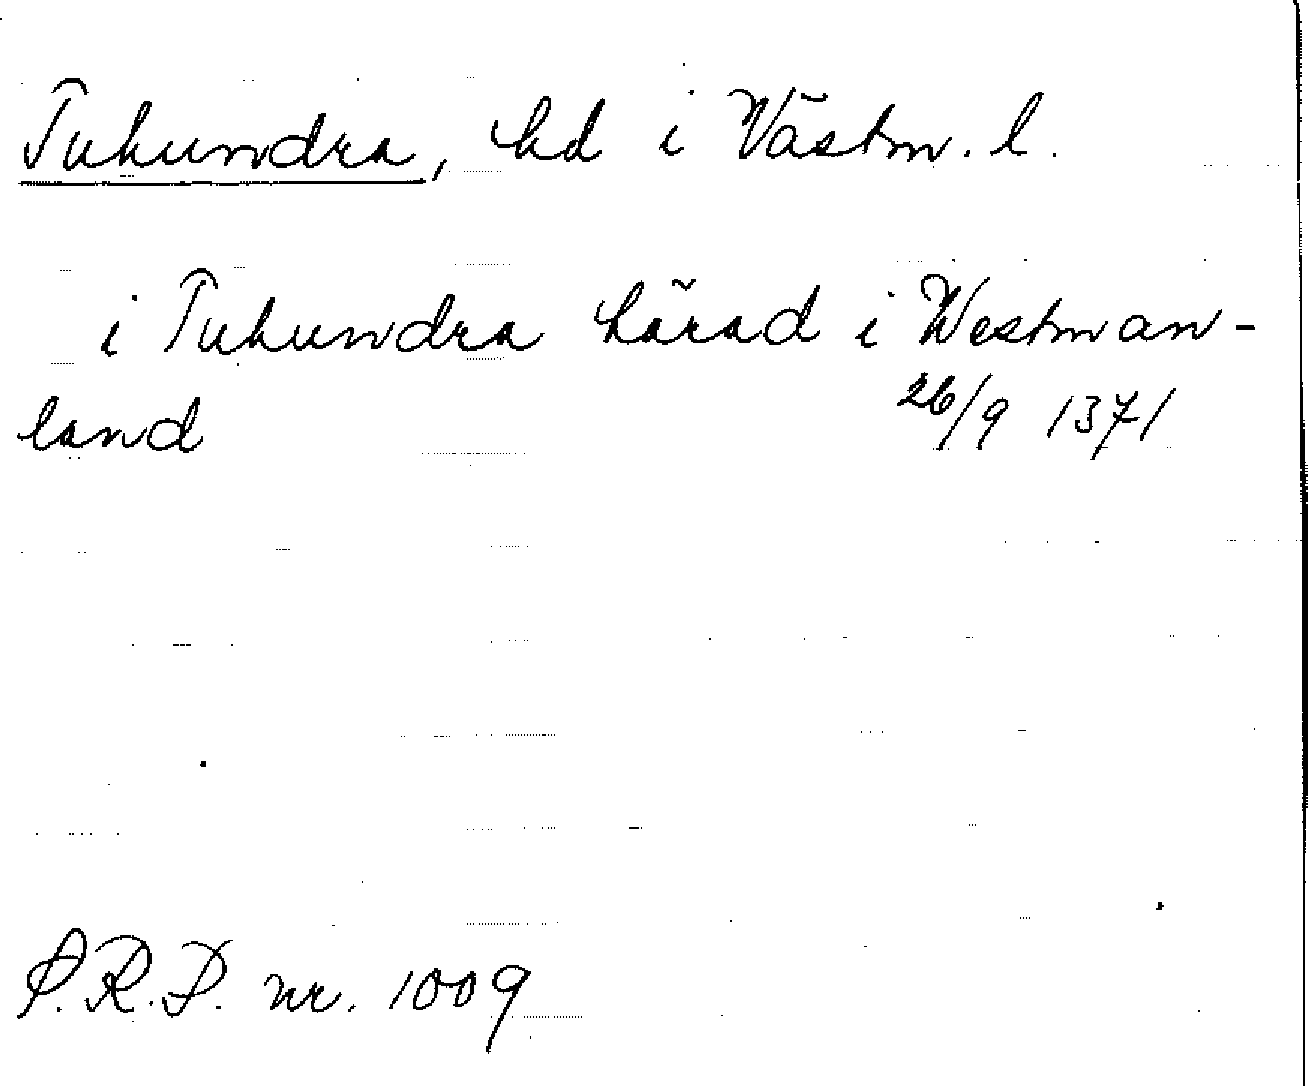 Tuhundra, hd i Västm. l.
i Tuhundra härad i Westman-
land 26/9 1371
S.R.P. nr. 1009